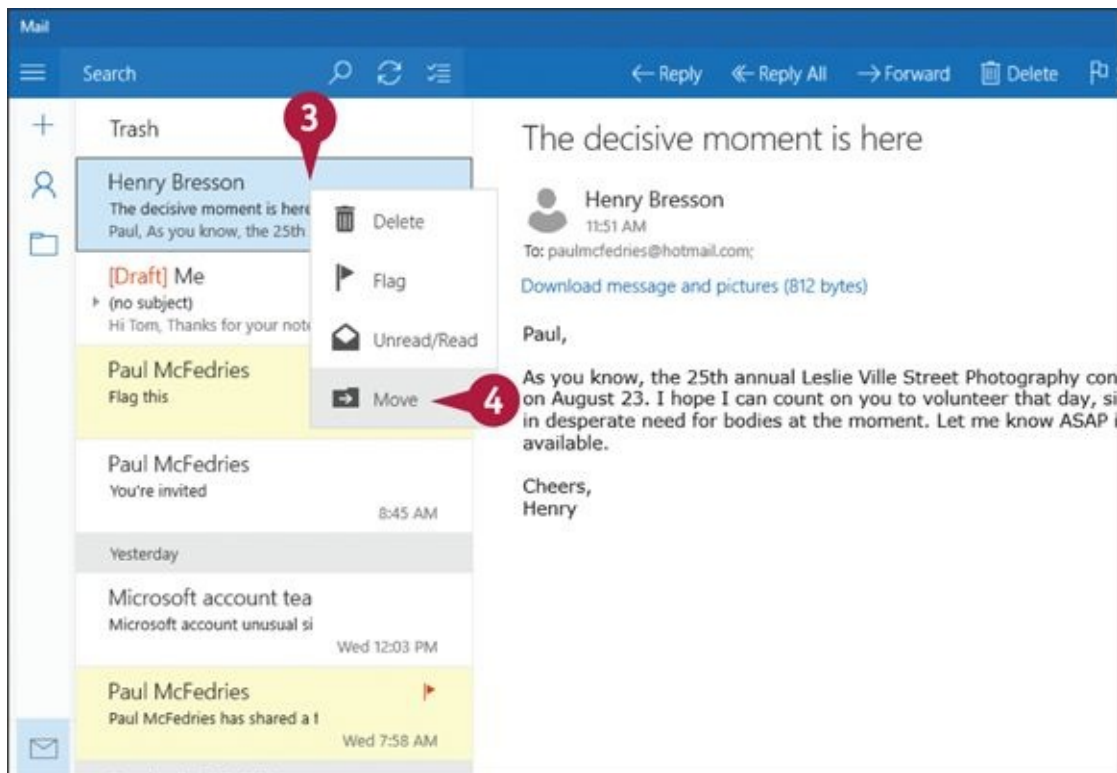 Mail
Search
Reply
Reply All
Forward
Delete
Trash
3
Henry Bresson
The decisive moment is here
Paul, As you know, the 25th
[Draft] Me
(no subject)
Hi Tom, Thanks for your note
Paul McFedries
Flag this
Paul McFedries
You're invited
8:45 AM
Yesterday
Microsoft account tea
Microsoft account unusual si
Wed 12:03 PM
Paul McFedries
Paul McFedries has shared a f
Wed 7:58 AM
Delete
Flag
Unread/Read
Move
4
The decisive moment is here
Henry Bresson
11:51 AM
To: paulmcfedries@hotmail.com;
Download message and pictures (812 bytes)
Paul,
As you know, the 25th annual Leslie Ville Street Photography con
on August 23. I hope I can count on you to volunteer that day, si
in desperate need for bodies at the moment. Let me know ASAP i
available.
Cheers,
Henry